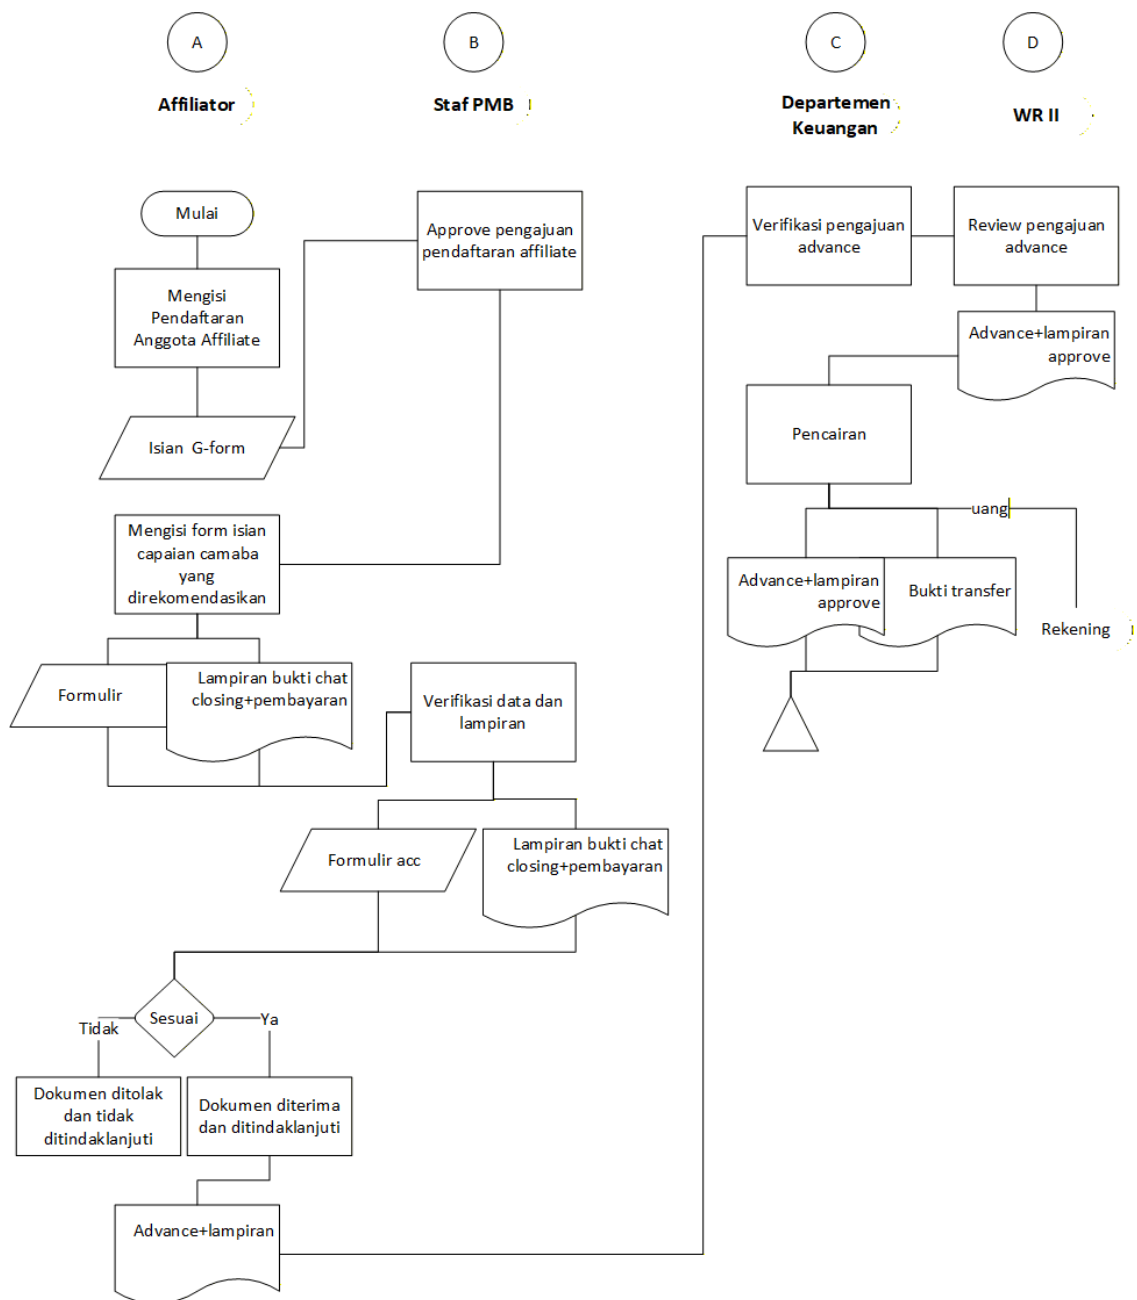 A
B
C
D
Affiliator
Staf PMB
Departemen
Keuangan
WR II
Mulai
Mengisi
Pendaftaran
Anggota Affiliate
Isian G-form
Approve pengajuan
pendaftaran affiliate
Verifikasi pengajuan
advance
Review pengajuan
advance
Advance+lampiran
approve
Pencairan
uang
Advance+lampiran
approve
Bukti transfer
Rekening
Mengisi form isian
capaian camaba
yang
direkomendasikan
Formulir
Lampiran bukti chat
closing+pembayaran
Verifikasi data dan
lampiran
Formulir acc
Lampiran bukti chat
closing+pembayaran
Sesuai
Tidak
Ya
Dokumen ditolak
dan tidak
ditindaklanjuti
Dokumen diterima
dan ditindaklanjuti
Advance+lampiran